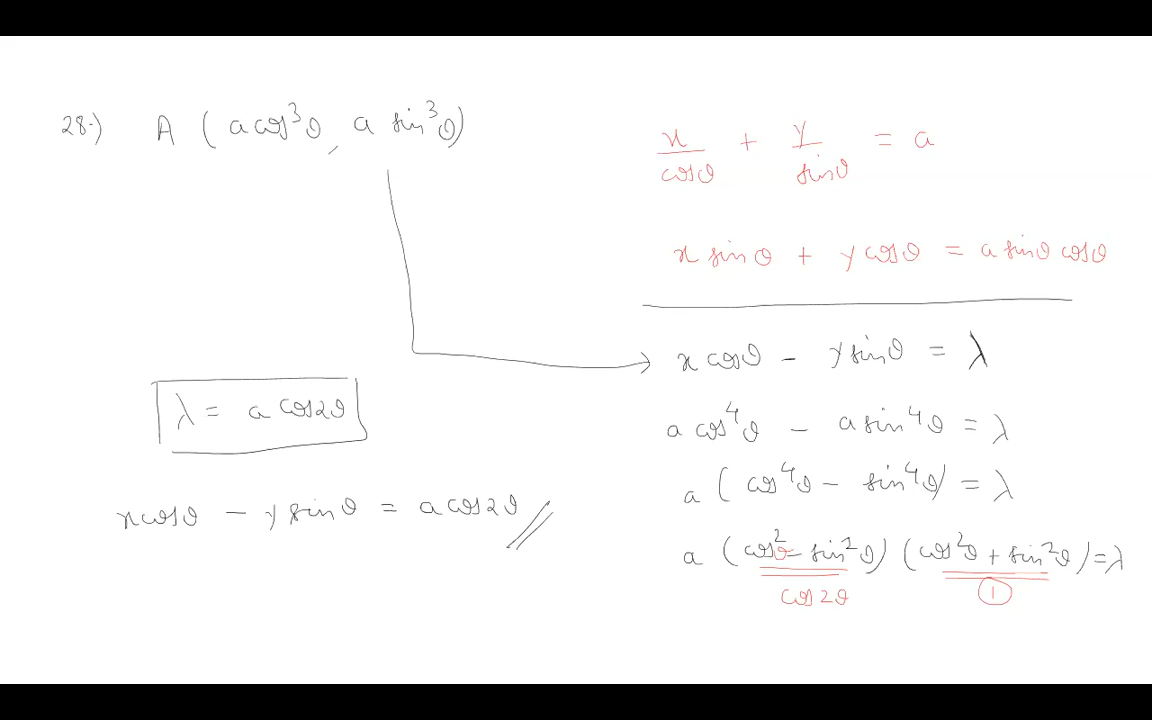 28.) A ( a cos³θ, a sin³θ)
x/cosθ + y/sinθ = a
x sinθ + y cosθ = a sinθ cosθ
x cosθ - y sinθ = λ
a cos⁴θ - a sin⁴θ = λ
a ( cos⁴θ - sin⁴θ) = λ
a (cos²θ - sin²θ) (cos²θ + sin²θ) = λ
cos2θ 1
λ = a cos2θ
x cosθ - y sinθ = a cos2θ //